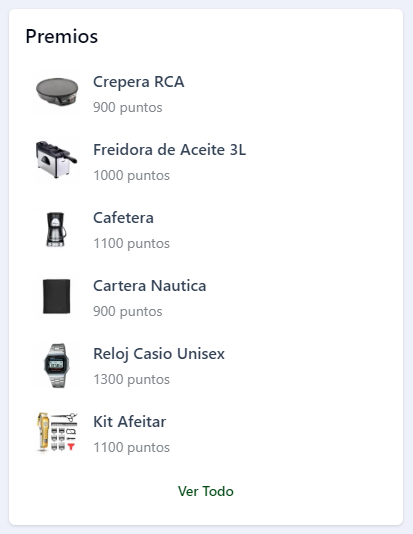 Premios
Crepera RCA
900 puntos
Freidora de Aceite 3L
1000 puntos
Cafetera
1100 puntos
Cartera Nautica
900 puntos
Reloj Casio Unisex
1300 puntos
Kit Afeitar
1100 puntos
Ver Todo